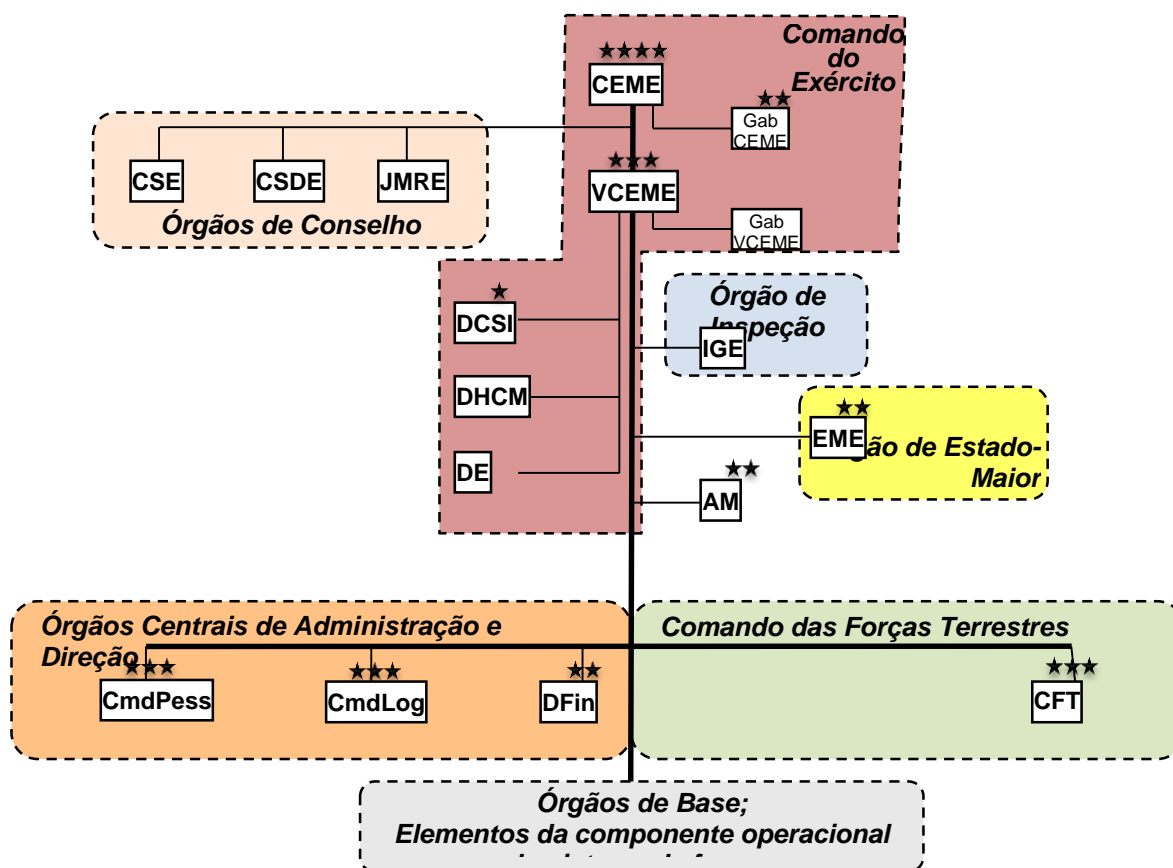 Comando
do
Exército
CEME
Gab
CEME
CSE
CSDE
JMRE
Órgãos de Conselho
VCEME
Gab
VCEME
DCSI
DHCM
DE
Órgão de
Inspeção
IGE
EME
gão de Estado-
Maior
AM
Órgãos Centrais de Administração e
Direção
CmdPess
CmdLog
DFin
Comando das Forças Terrestres
CFT
Órgãos de Base;
Elementos da componente operacional